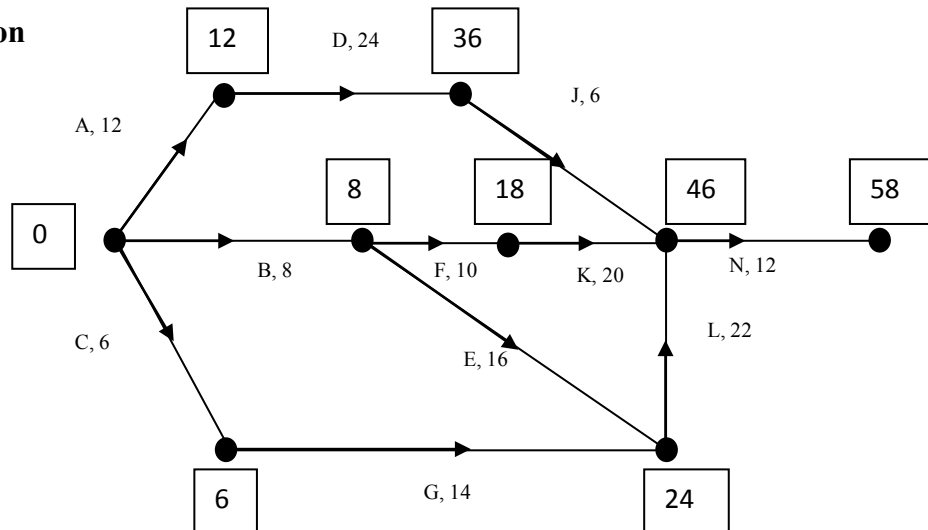 on
12
D, 24
36
J, 6
A, 12
0
8
18
46
58
B, 8
F, 10
K, 20
N, 12
C, 6
E, 16
L, 22
6
G, 14
24